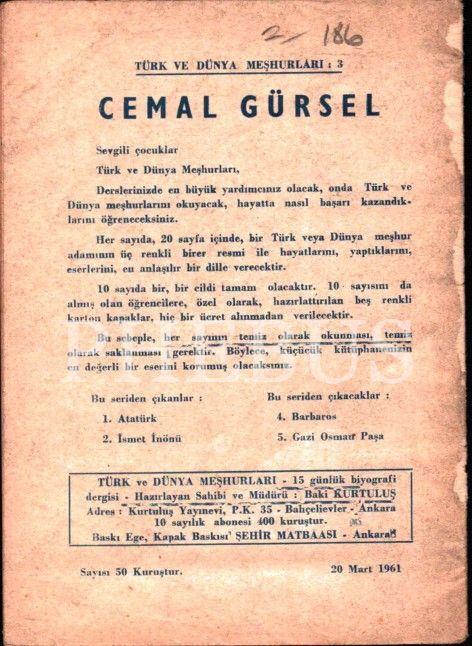 2 - 186
TÜRK VE DÜNYA MEŞHURLARI : 3
CEMAL GÜRSEL
Sevgili çocuklar
Türk ve Dünya Meşhurları,
Derslerinizde en büyük yardımcınız olacak, onda Türk ve
Dünya meşhurlarını okuyacak, hayatta nasıl başarı kazandık-
larını öğreneceksiniz.
Her sayıda, 20 sayfa içinde, bir Türk veya Dünya meşhur
adamının üç renkli birer resmi ile hayatlarını, yaptıklarını,
eserlerini, en anlaşılır bir dille verecektir.
10 sayıda bir, bir cildi tamam olacaktır. 10 sayısını da
almış olan öğrencilere, özel olarak, hazırlattırılan beş renkli
karton kapaklar, hiç bir ücret alınmadan verilecektir.
Bu sebeple, her sayının temiz olarak okunması, temiz
olarak saklanması gerektir. Böylece, küçücük kütüphanenizin
en değerli bir eserini korumuş olacaksınız.
Bu seriden çıkanlar :
1. Atatürk
2. İsmet İnönü
Bu seriden çıkacaklar :
4. Barbaros
5. Gazi Osman Paşa
TÜRK ve DÜNYA MEŞHURLARI - 15 günlük biyografi
dergisi - Hazırlayan Sahibi ve Müdürü : Baki KURTULUŞ
Adres : Kurtuluş Yayınevi, P.K. 35 - Bahçelievler - Ankara
10 sayılık abonesi 400 kuruştur.
Baskı Ege, Kapak Baskısı ŞEHİR MATBAASI - Ankara
Sayısı 50 Kuruştur.
20 Mart 1961